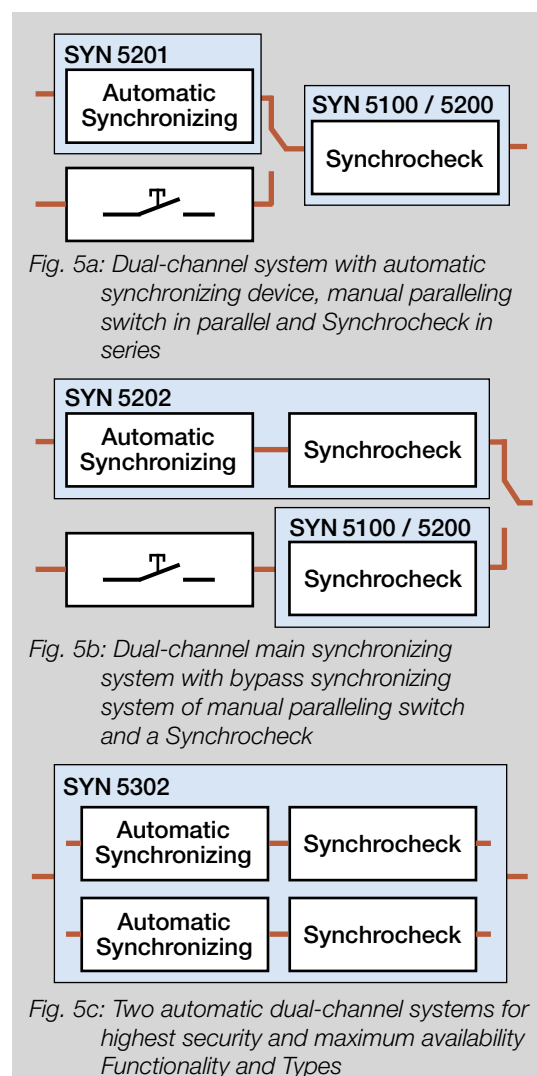 SYN 5201
Automatic
Synchronizing
SYN 5100 / 5200
Synchrocheck
Fig. 5a: Dual-channel system with automatic
synchronizing device, manual paralleling
switch in parallel and Synchrocheck in
series
SYN 5202
Automatic
Synchronizing
Synchrocheck
SYN 5100 / 5200
Synchrocheck
Fig. 5b: Dual-channel main synchronizing
system with bypass synchronizing
system of manual paralleling switch
and a Synchrocheck
SYN 5302
Automatic
Synchronizing
Synchrocheck
Automatic
Synchronizing
Synchrocheck
Fig. 5c: Two automatic dual-channel systems for
highest security and maximum availability
Functionality and Types